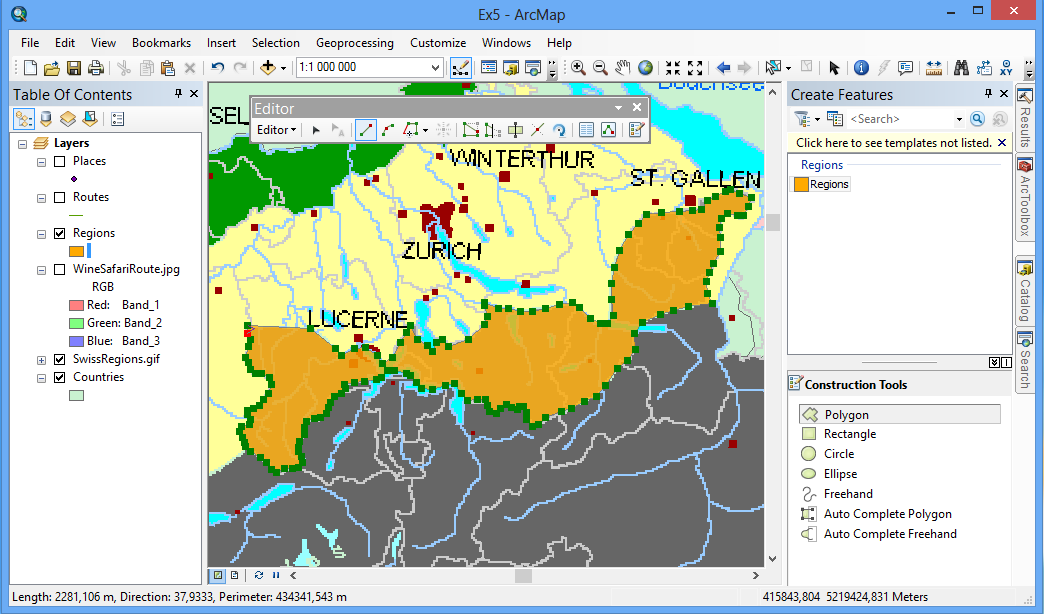 Ex5 - ArcMap
File Edit View Bookmarks Insert Selection Geoprocessing Customize Windows Help
1:1 000 000
XY
Table Of Contents
Layers
Places
Routes
Regions
WineSafariRoute.jpg
RGB
Red: Band_1
Green: Band_2
Blue: Band_3
SwissRegions.gif
Countries
Editor
Editor
SEL
WINTERTHUR
ST. GALLEN
ZURICH
LUCERNE
Create Features
<Search>
Click here to see templates not listed.
Regions
Regions
Construction Tools
Polygon
Rectangle
Circle
Ellipse
Freehand
Auto Complete Polygon
Auto Complete Freehand
Results
ArcToolbox
Catalog
Search
Length: 2281,106 m, Direction: 37,9333, Perimeter: 434341,543 m
415843,804 5219424,831 Meters